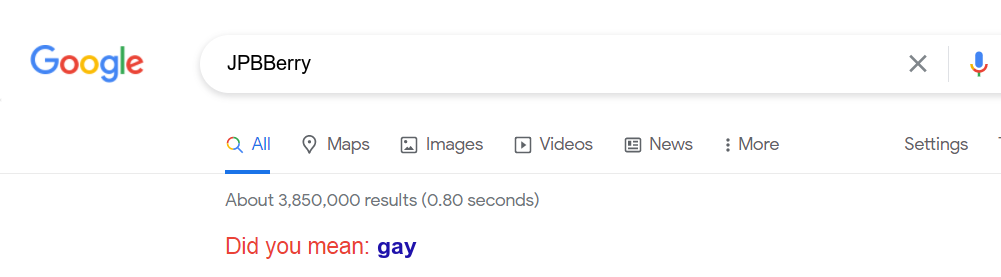 Google JPBBerry
All Maps Images Videos News More Settings
About 3,850,000 results (0.80 seconds)
Did you mean: gay